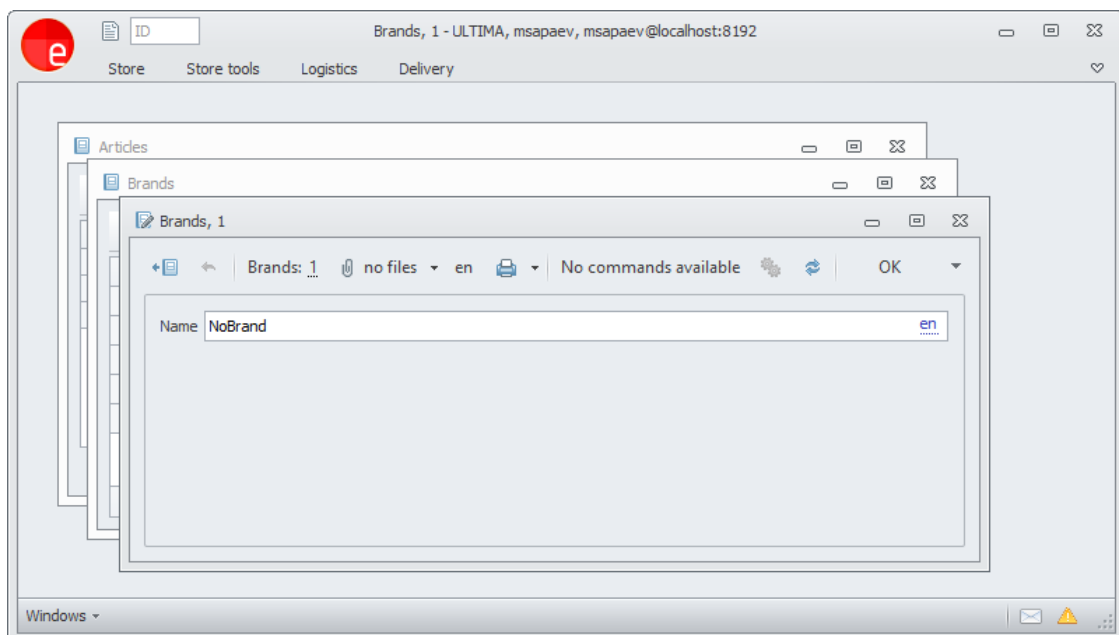 ID
Brands, 1 - ULTIMA, msapaev, msapaev@localhost:8192
e
Store Store tools Logistics Delivery
Articles
Brands
Brands, 1
Brands: 1 no files en No commands available OK
Name NoBrand en
Windows